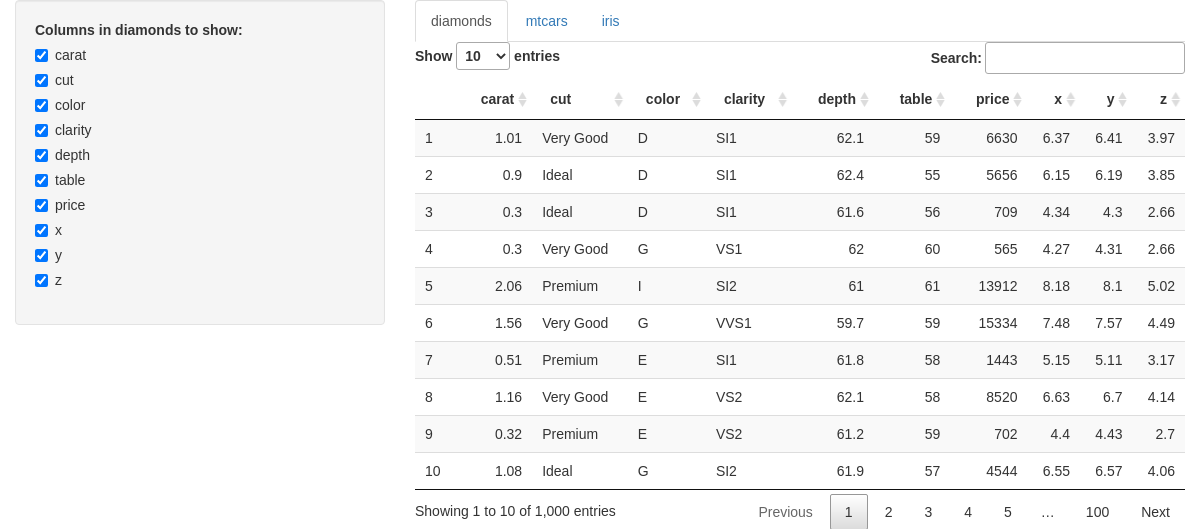 Columns in diamonds to show:
carat
cut
color
clarity
depth
table
price
x
y
z
diamonds mtcars iris
Show 10 entries Search:
carat cut color clarity depth table price x y z
1 1.01 Very Good D SI1 62.1 59 6630 6.37 6.41 3.97
2 0.9 Ideal D SI1 62.4 55 5656 6.15 6.19 3.85
3 0.3 Ideal D SI1 61.6 56 709 4.34 4.3 2.66
4 0.3 Very Good G VS1 62 60 565 4.27 4.31 2.66
5 2.06 Premium I SI2 61 61 13912 8.18 8.1 5.02
6 1.56 Very Good G VVS1 59.7 59 15334 7.48 7.57 4.49
7 0.51 Premium E SI1 61.8 58 1443 5.15 5.11 3.17
8 1.16 Very Good E VS2 62.1 58 8520 6.63 6.7 4.14
9 0.32 Premium E VS2 61.2 59 702 4.4 4.43 2.7
10 1.08 Ideal G SI2 61.9 57 4544 6.55 6.57 4.06
Showing 1 to 10 of 1,000 entries Previous 1 2 3 4 5 … 100 Next